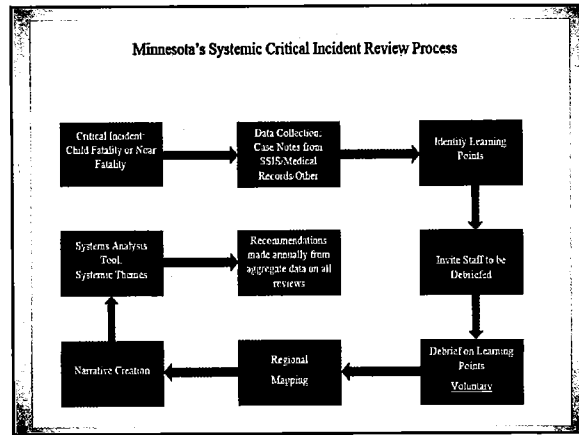 Minnesota's Systemic Critical Incident Review Process
Critical Incident:
Child Fatality or Near
Fatality
Data Collection:
Case Notes from
SSIS/Medical
Records/Other
Identify Learning
Points
Invite Staff to be
Debriefed
Debrief on Learning
Points
Voluntary
Regional
Mapping
Narrative Creation
Systems Analysis
Tool:
Systemic Themes
Recommendations
made annually from
aggregate data on all
reviews